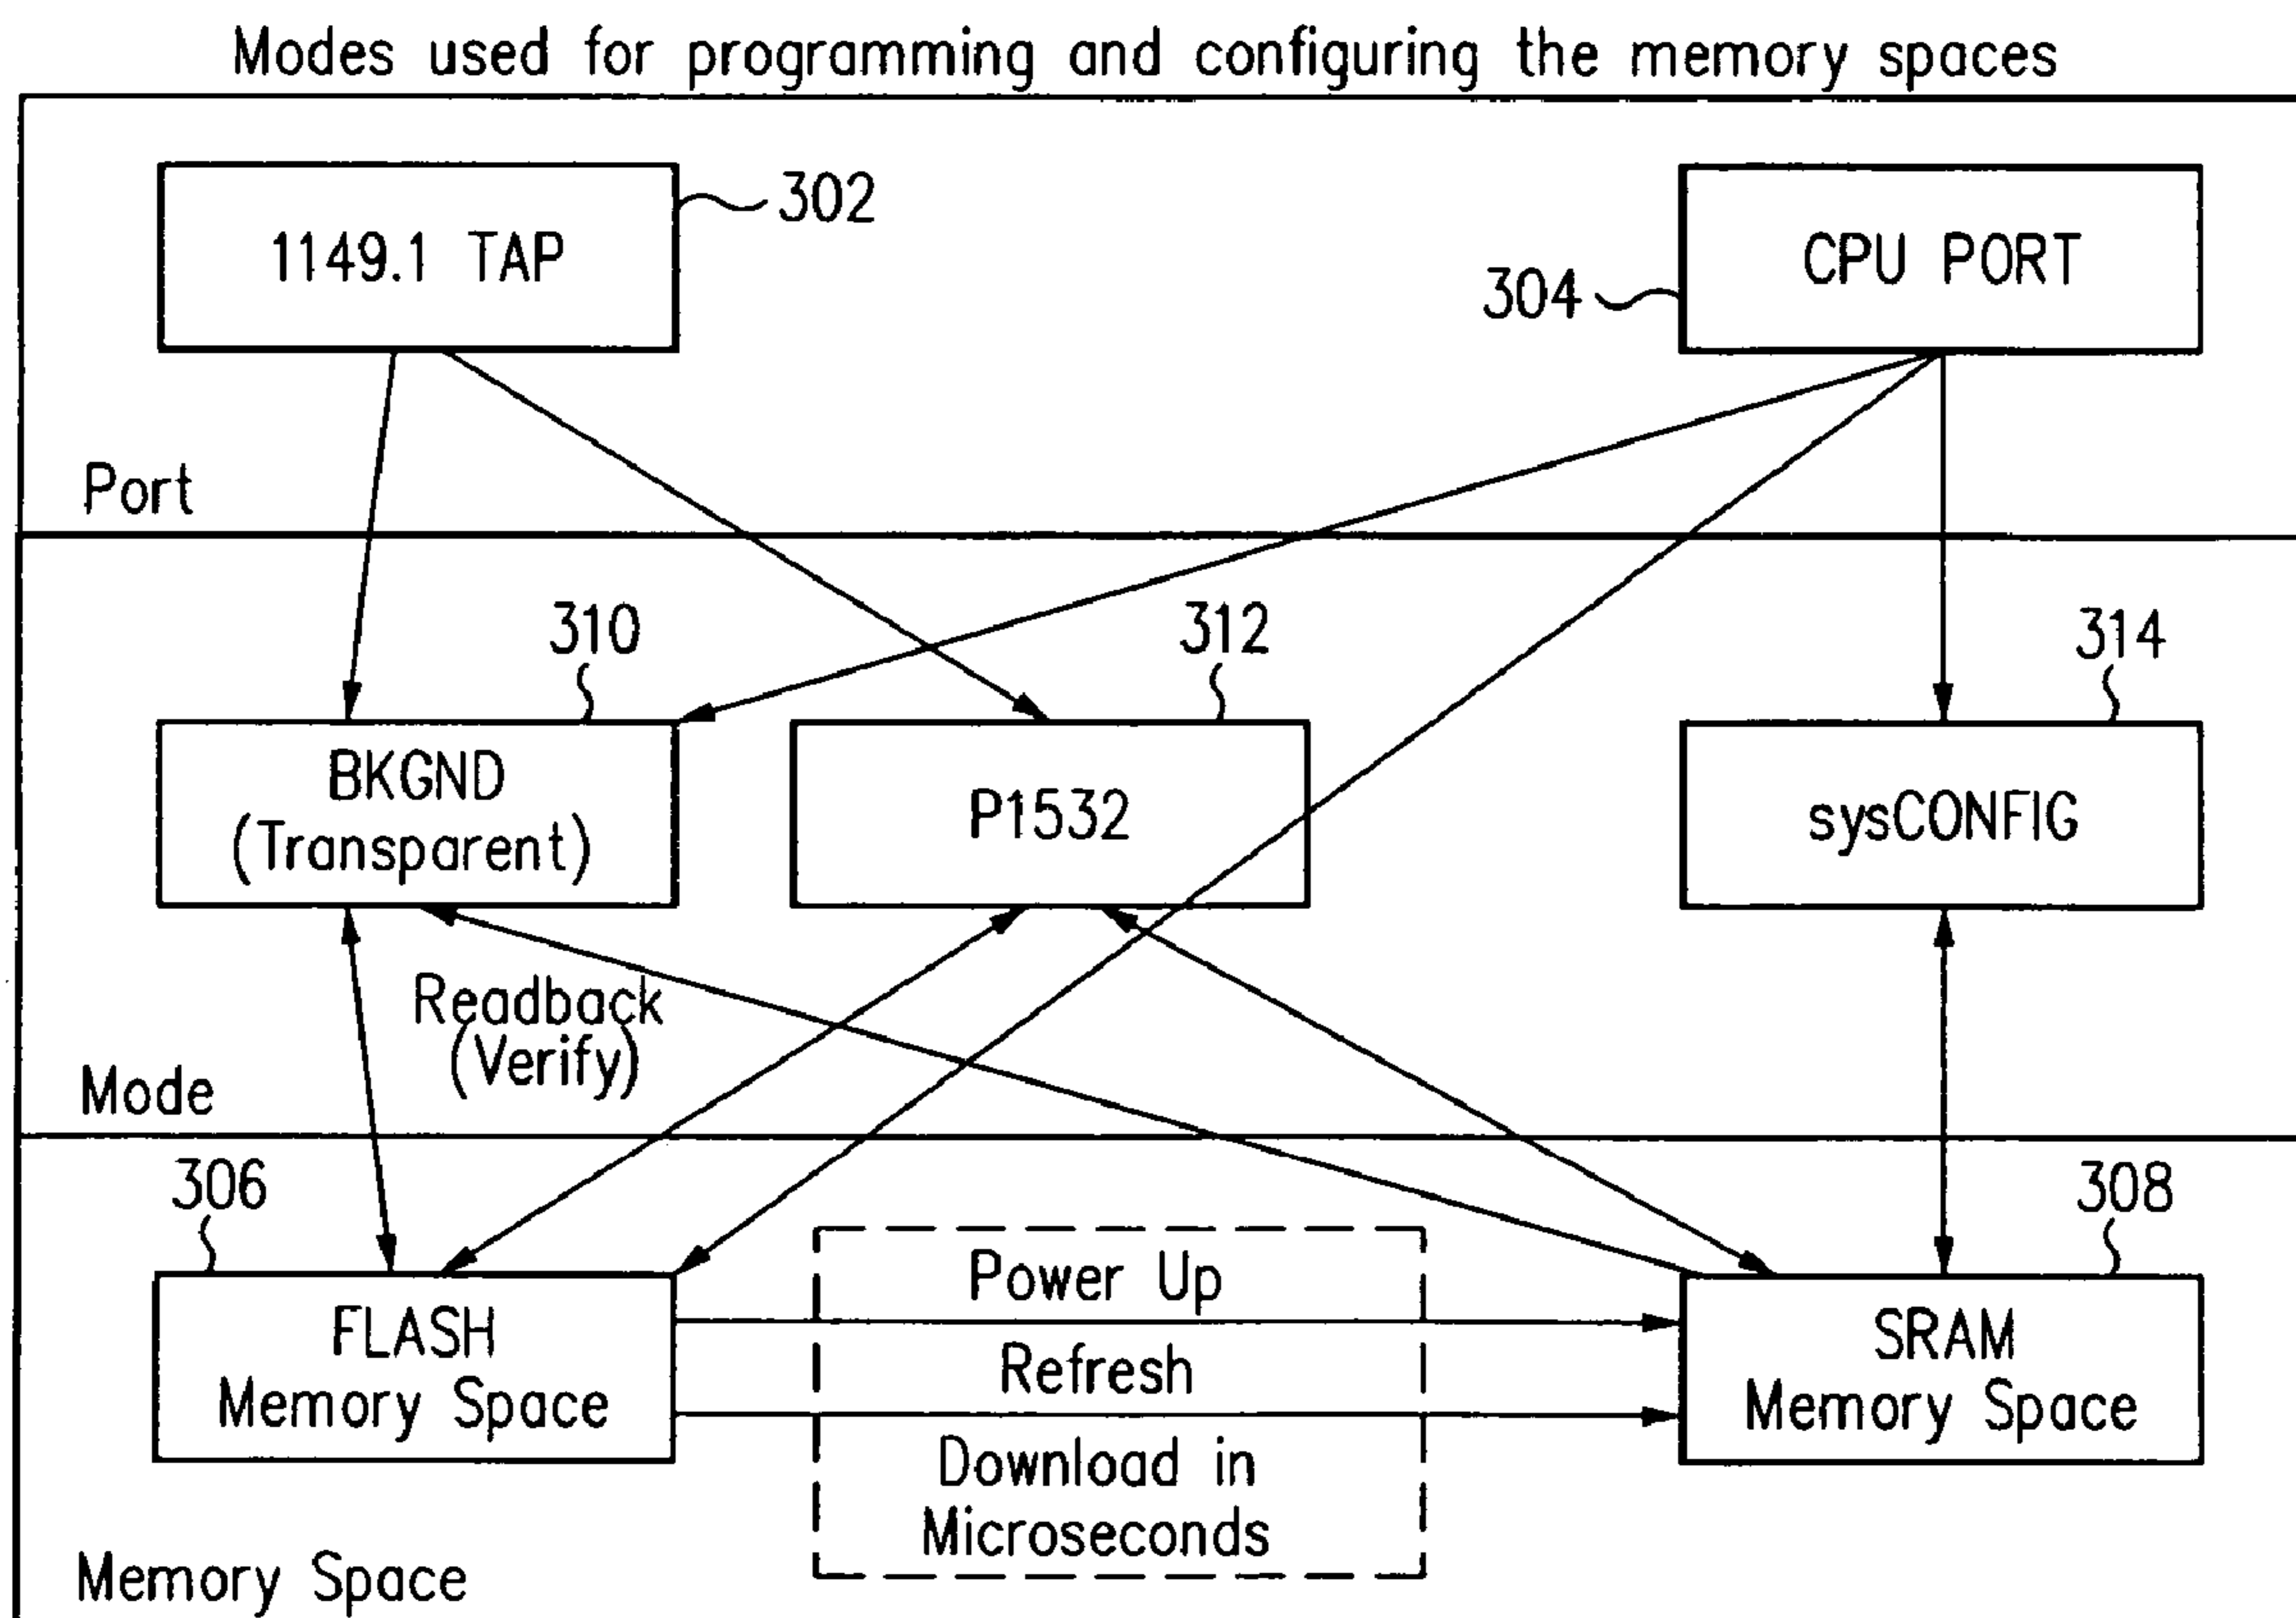 Modes used for programming and configuring the memory spaces
302
1149.1 TAP
CPU PORT
304
Port
310
312
314
BKGND
(Transparent)
P1532
sysCONFIG
Readback
(Verify)
Mode
306
308
Power Up
FLASH
Memory Space
Refresh
SRAM
Memory Space
Download in
Microseconds
Memory Space